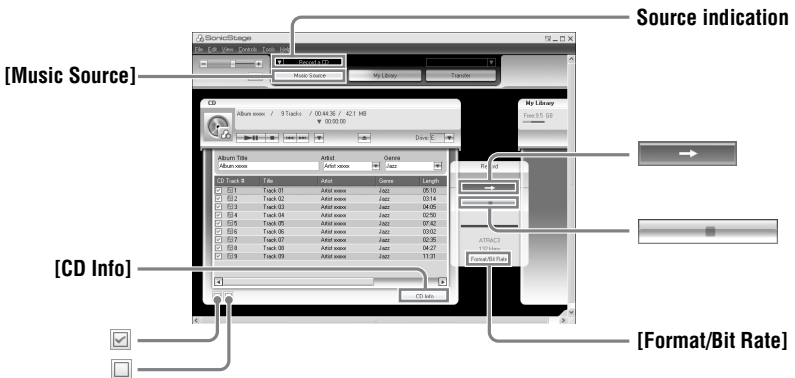 Source indication
SonicStage
File Edit View Controls Tools Help
Record a CD
[Music Source]
Music Source My Library Transfer
CD
My Library
Album xxxxx / 9 Tracks / 00:44:36 / 42.1 MB
00:00:00
Free:9.5 GB
Drive: E:
Album Title Artist Genre
Album xxxxx Artist xxxxx Jazz
Record
CD Track # Title Artist Genre Length
1 Track 01 Artist xxxxx Jazz 05:10
2 Track 02 Artist xxxxx Jazz 03:14
3 Track 03 Artist xxxxx Jazz 04:05
4 Track 04 Artist xxxxx Jazz 02:50
5 Track 05 Artist xxxxx Jazz 07:42
6 Track 06 Artist xxxxx Jazz 03:02
7 Track 07 Artist xxxxx Jazz 02:35
8 Track 08 Artist xxxxx Jazz 04:27
9 Track 09 Artist xxxxx Jazz 11:31
ATRAC3
132 kbps
Format/Bit Rate
[CD Info]
CD Info
[Format/Bit Rate]